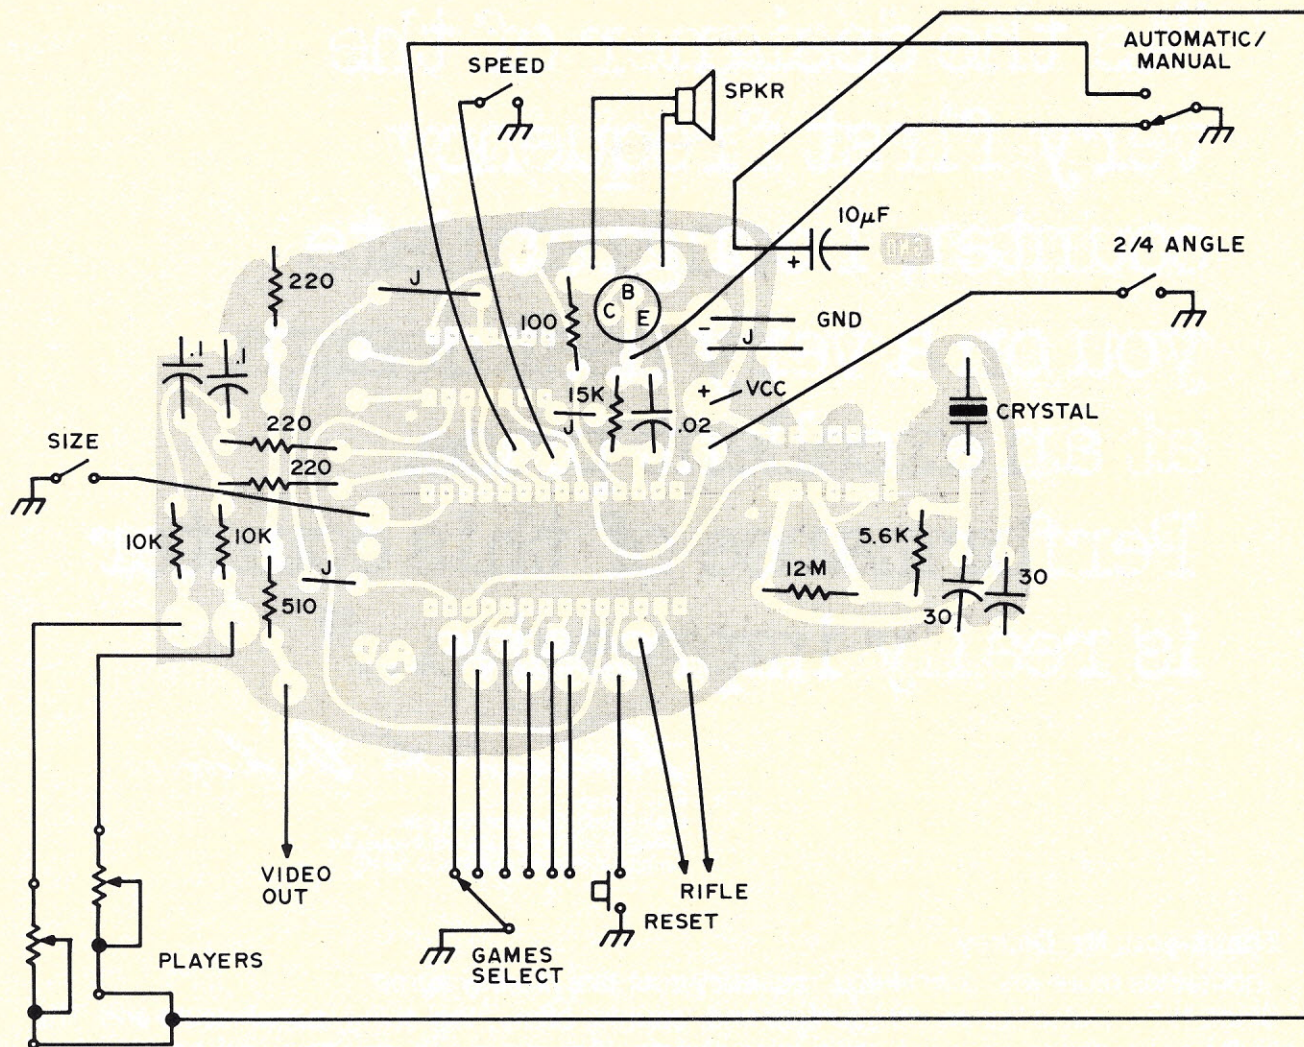 AUTOMATIC/
MANUAL
SPEED
SPKR
10µF
+
2/4 ANGLE
220
J
B
C
E
100
-
GND
J
.1
.1
15K
+
VCC
J
.02
CRYSTAL
SIZE
220
220
10K
10K
J
510
5.6K
12M
30
30
VIDEO
OUT
RIFLE
RESET
GAMES
SELECT
PLAYERS